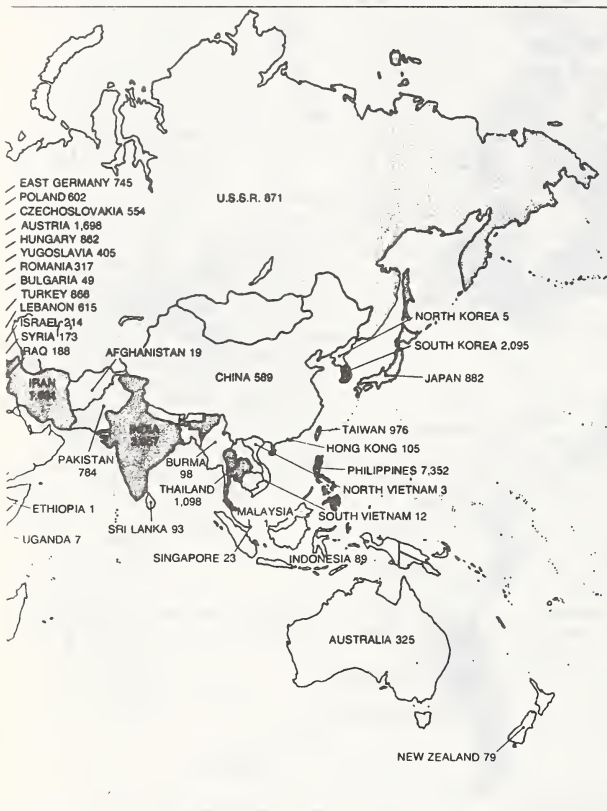 EAST GERMANY 745
POLAND 602
CZECHOSLOVAKIA 554
AUSTRIA 1,698
HUNGARY 862
YUGOSLAVIA 405
ROMANIA 317
BULGARIA 49
TURKEY 866
LEBANON 615
ISRAEL 214
SYRIA 173
IRAQ 188
IRAN
AFGHANISTAN 19
U.S.S.R. 871
NORTH KOREA 5
SOUTH KOREA 2,095
CHINA 589
JAPAN 882
INDIA
TAIWAN 976
HONG KONG 105
PAKISTAN
784
BURMA
98
PHILIPPINES 7,352
NORTH VIETNAM 3
THAILAND
1,098
MALAYSIA
SOUTH VIETNAM 12
ETHIOPIA 1
SRI LANKA 93
UGANDA 7
SINGAPORE 23
INDONESIA 89
AUSTRALIA 325
NEW ZEALAND 79